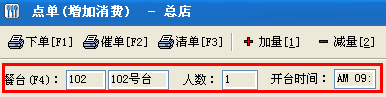 点单(增加消费) - 总店
下单[F1] 催单[F2] 清单[F3] + 加量[1] - 减量[2]
餐台(F4): 102 102号台 人数: 1 开台时间: AM 09: